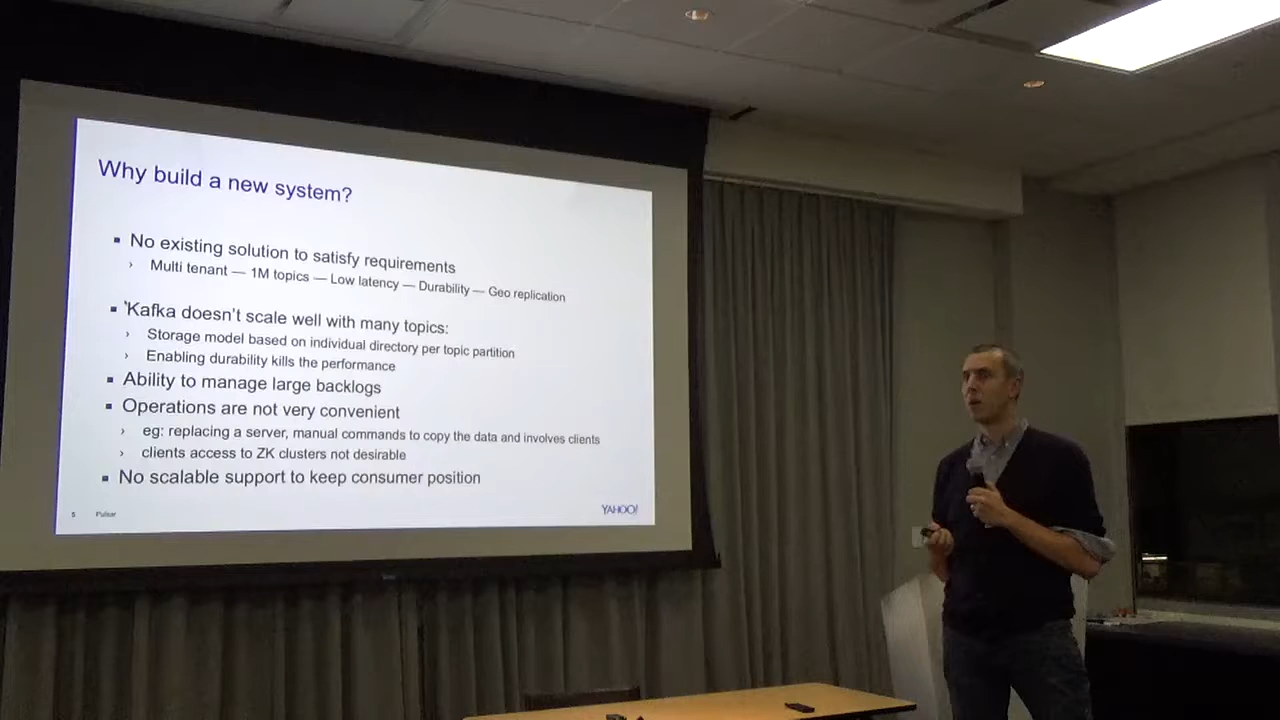 Why build a new system?
▪ No existing solution to satisfy requirements
› Multi tenant — 1M topics — Low latency — Durability — Geo replication
▪ Kafka doesn't scale well with many topics:
› Storage model based on individual directory per topic partition
› Enabling durability kills the performance
▪ Ability to manage large backlogs
▪ Operations are not very convenient
› eg: replacing a server, manual commands to copy the data and involves clients
› clients access to ZK clusters not desirable
▪ No scalable support to keep consumer position
5 Pulsar YAHOO!